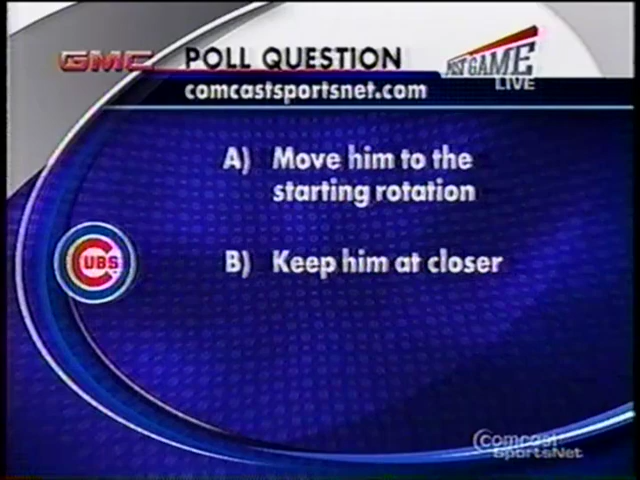 GMC POLL QUESTION
POST GAME
LIVE
comcastsportsnet.com
A) Move him to the
starting rotation
CUBS
B) Keep him at closer
Comcast
SportsNet